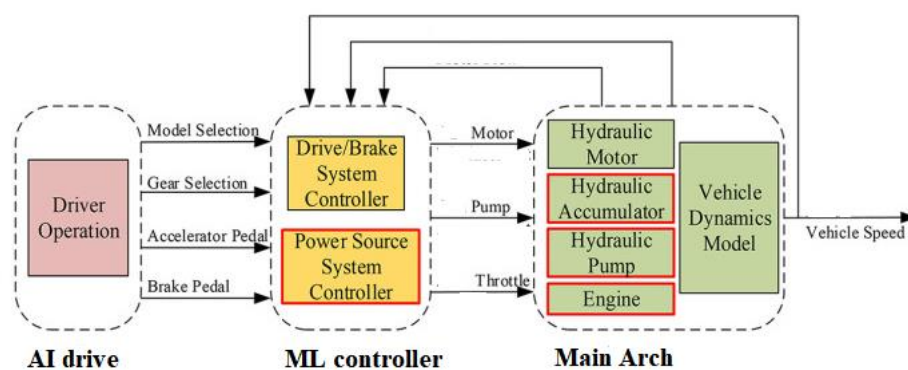 Model Selection
Gear Selection
Accelerator Pedal
Brake Pedal
Driver
Operation
Drive/Brake
System
Controller
Power Source
System
Controller
Motor
Pump
Throttle
Hydraulic
Motor
Hydraulic
Accumulator
Hydraulic
Pump
Engine
Vehicle
Dynamics
Model
Vehicle Speed
AI drive
ML controller
Main Arch